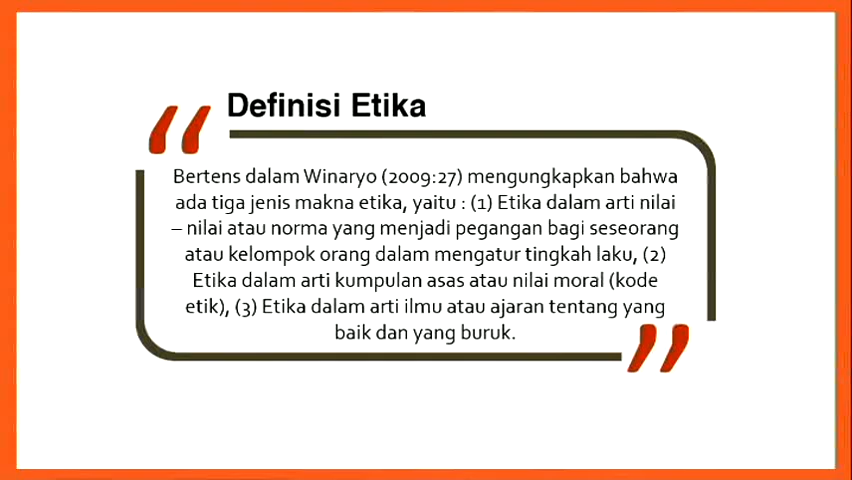 Definisi Etika
Bertens dalam Winaryo (2009:27) mengungkapkan bahwa
ada tiga jenis makna etika, yaitu : (1) Etika dalam arti nilai
– nilai atau norma yang menjadi pegangan bagi seseorang
atau kelompok orang dalam mengatur tingkah laku, (2)
Etika dalam arti kumpulan asas atau nilai moral (kode
etik), (3) Etika dalam arti ilmu atau ajaran tentang yang
baik dan yang buruk.